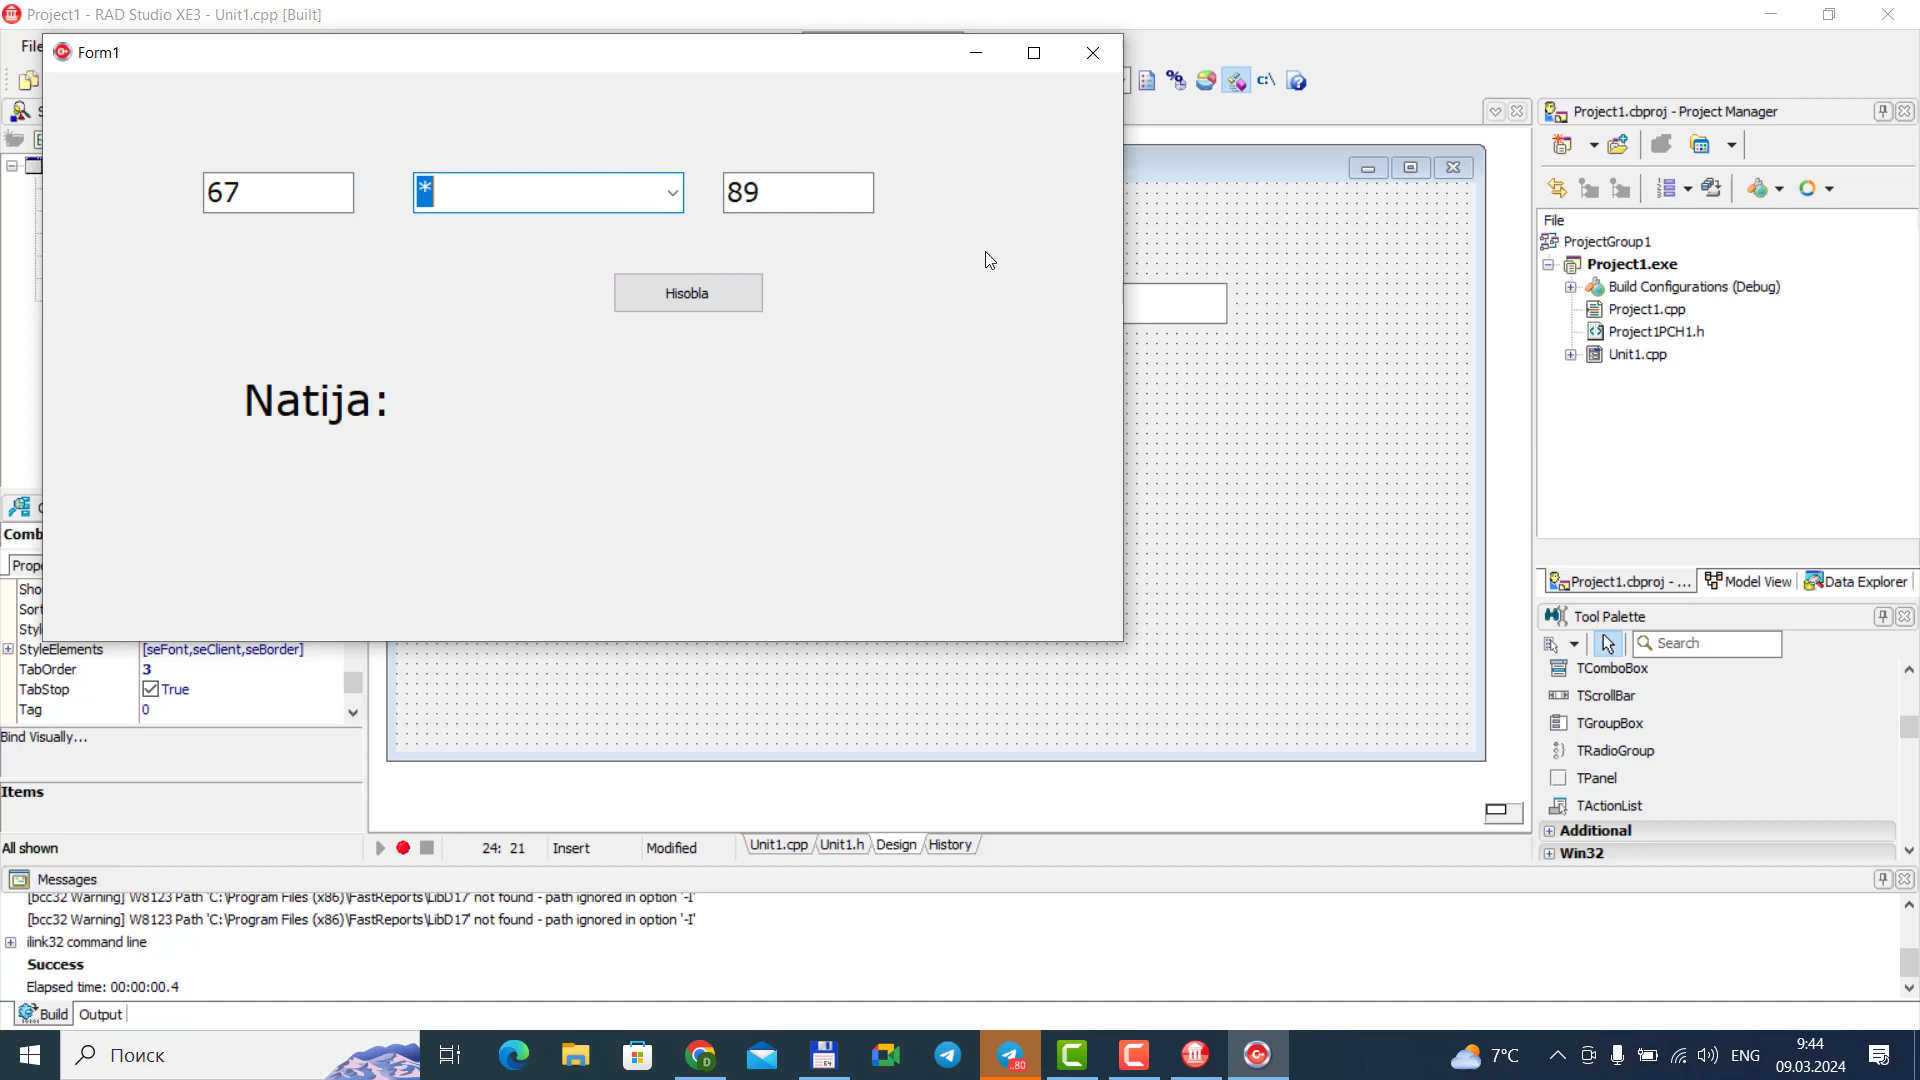 Project1 - RAD Studio XE3 - Unit1.cpp [Built]
File
Form1
67
*
89
Hisobla
Natija:
C:\
Project1.cbproj - Project Manager
File
ProjectGroup1
Project1.exe
Build Configurations (Debug)
Project1.cpp
Project1PCH1.h
Unit1.cpp
Project1.cbproj - ...
Model View
Data Explorer
Tool Palette
Search
TComboBox
TScrollBar
TGroupBox
TRadioGroup
TPanel
TActionList
Additional
Win32
Comb
Prope
Sho
Sort
Styl
StyleElements [seFont,seClient,seBorder]
TabOrder 3
TabStop True
Tag 0
Bind Visually...
Items
All shown
24: 21
Insert
Modified
Unit1.cpp
Unit1.h
Design
History
Messages
[bcc32 Warning] W8123 Path 'C:\Program Files (x86)\FastReports\LibD17' not found - path ignored in option '-I'
[bcc32 Warning] W8123 Path 'C:\Program Files (x86)\FastReports\LibD17' not found - path ignored in option '-I'
ilink32 command line
Success
Elapsed time: 00:00:00.4
Build
Output
Поиск
7°C
ENG
9:44
09.03.2024